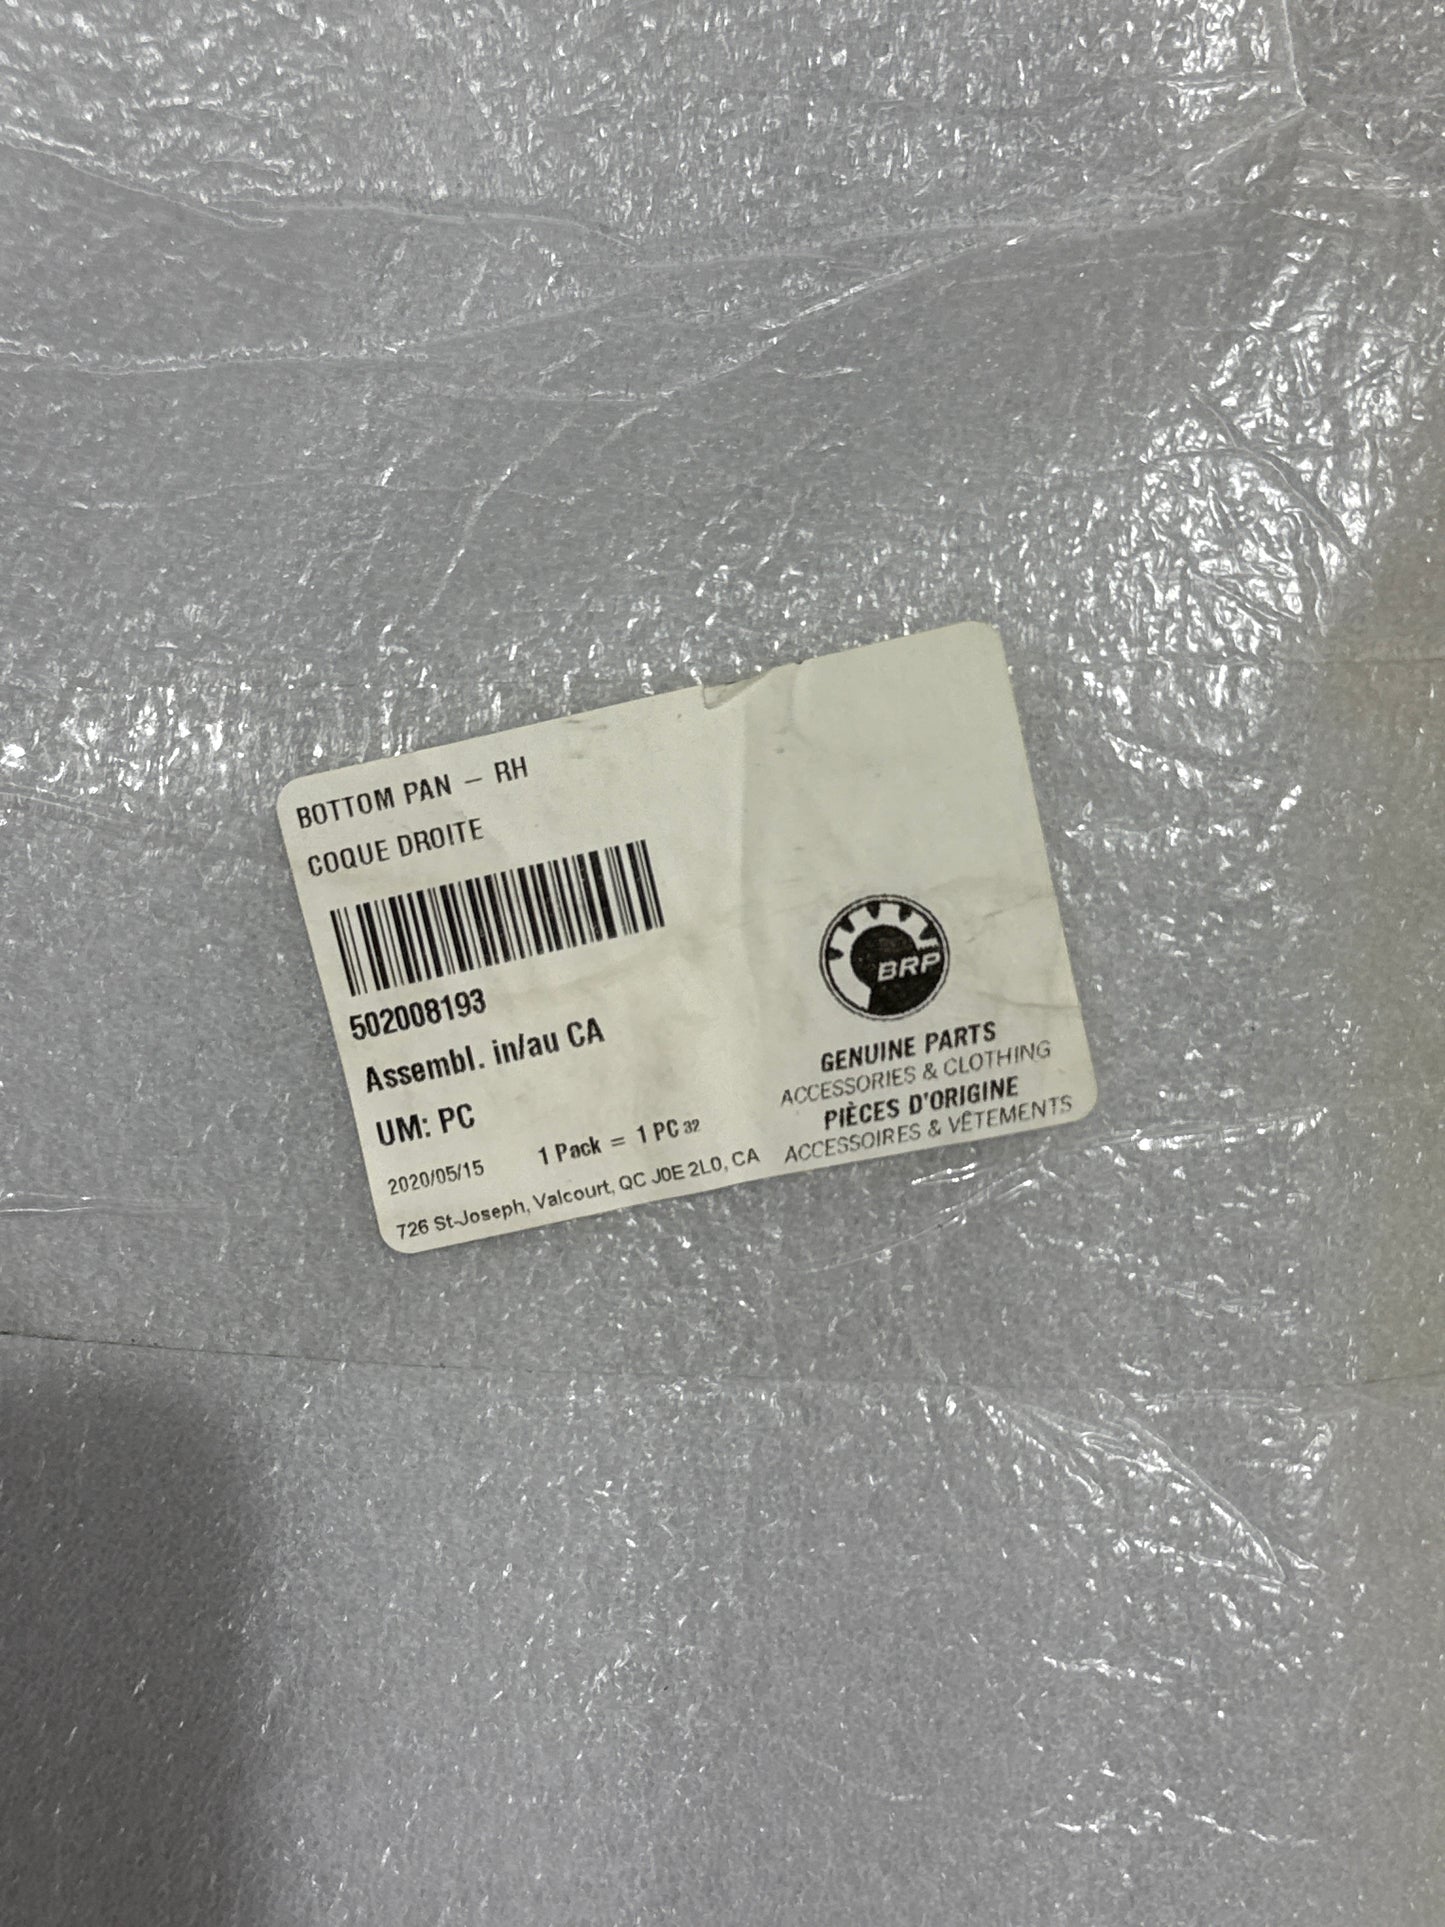 BOTTOM PAN – RH
COQUE DROITE
502008193
Assembl. in/au CA
UM: PC
2020/05/15 1 Pack = 1 PC 32
726 St-Joseph, Valcourt, QC J0E 2L0, CA
BRP
GENUINE PARTS
ACCESSORIES & CLOTHING
PIÈCES D'ORIGINE
ACCESSOIRES & VÊTEMENTS